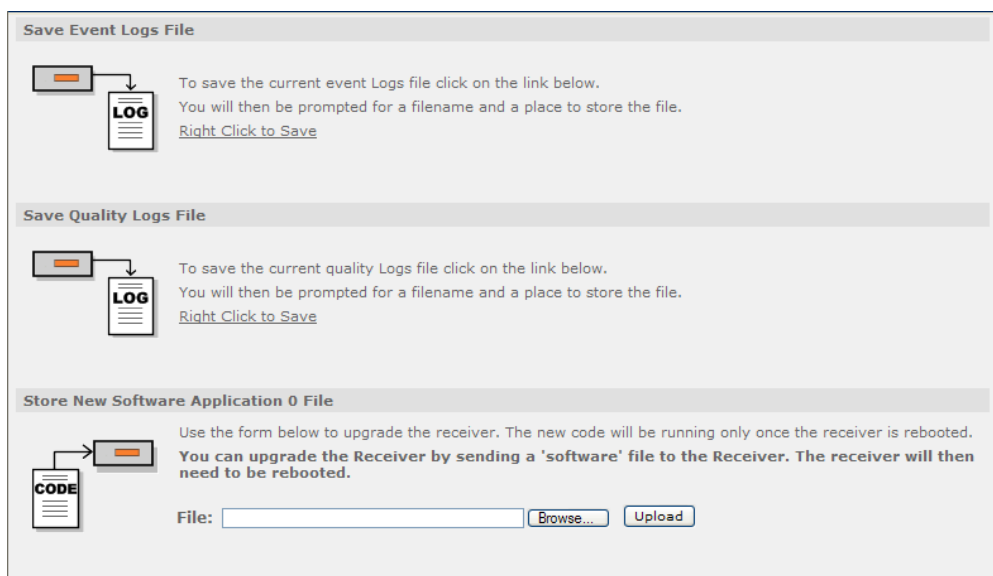 Save Event Logs File
LOG
To save the current event Logs file click on the link below.
You will then be prompted for a filename and a place to store the file.
Right Click to Save
Save Quality Logs File
LOG
To save the current quality Logs file click on the link below.
You will then be prompted for a filename and a place to store the file.
Right Click to Save
Store New Software Application 0 File
CODE
Use the form below to upgrade the receiver. The new code will be running only once the receiver is rebooted.
You can upgrade the Receiver by sending a 'software' file to the Receiver. The receiver will then
need to be rebooted.
File: Browse... Upload